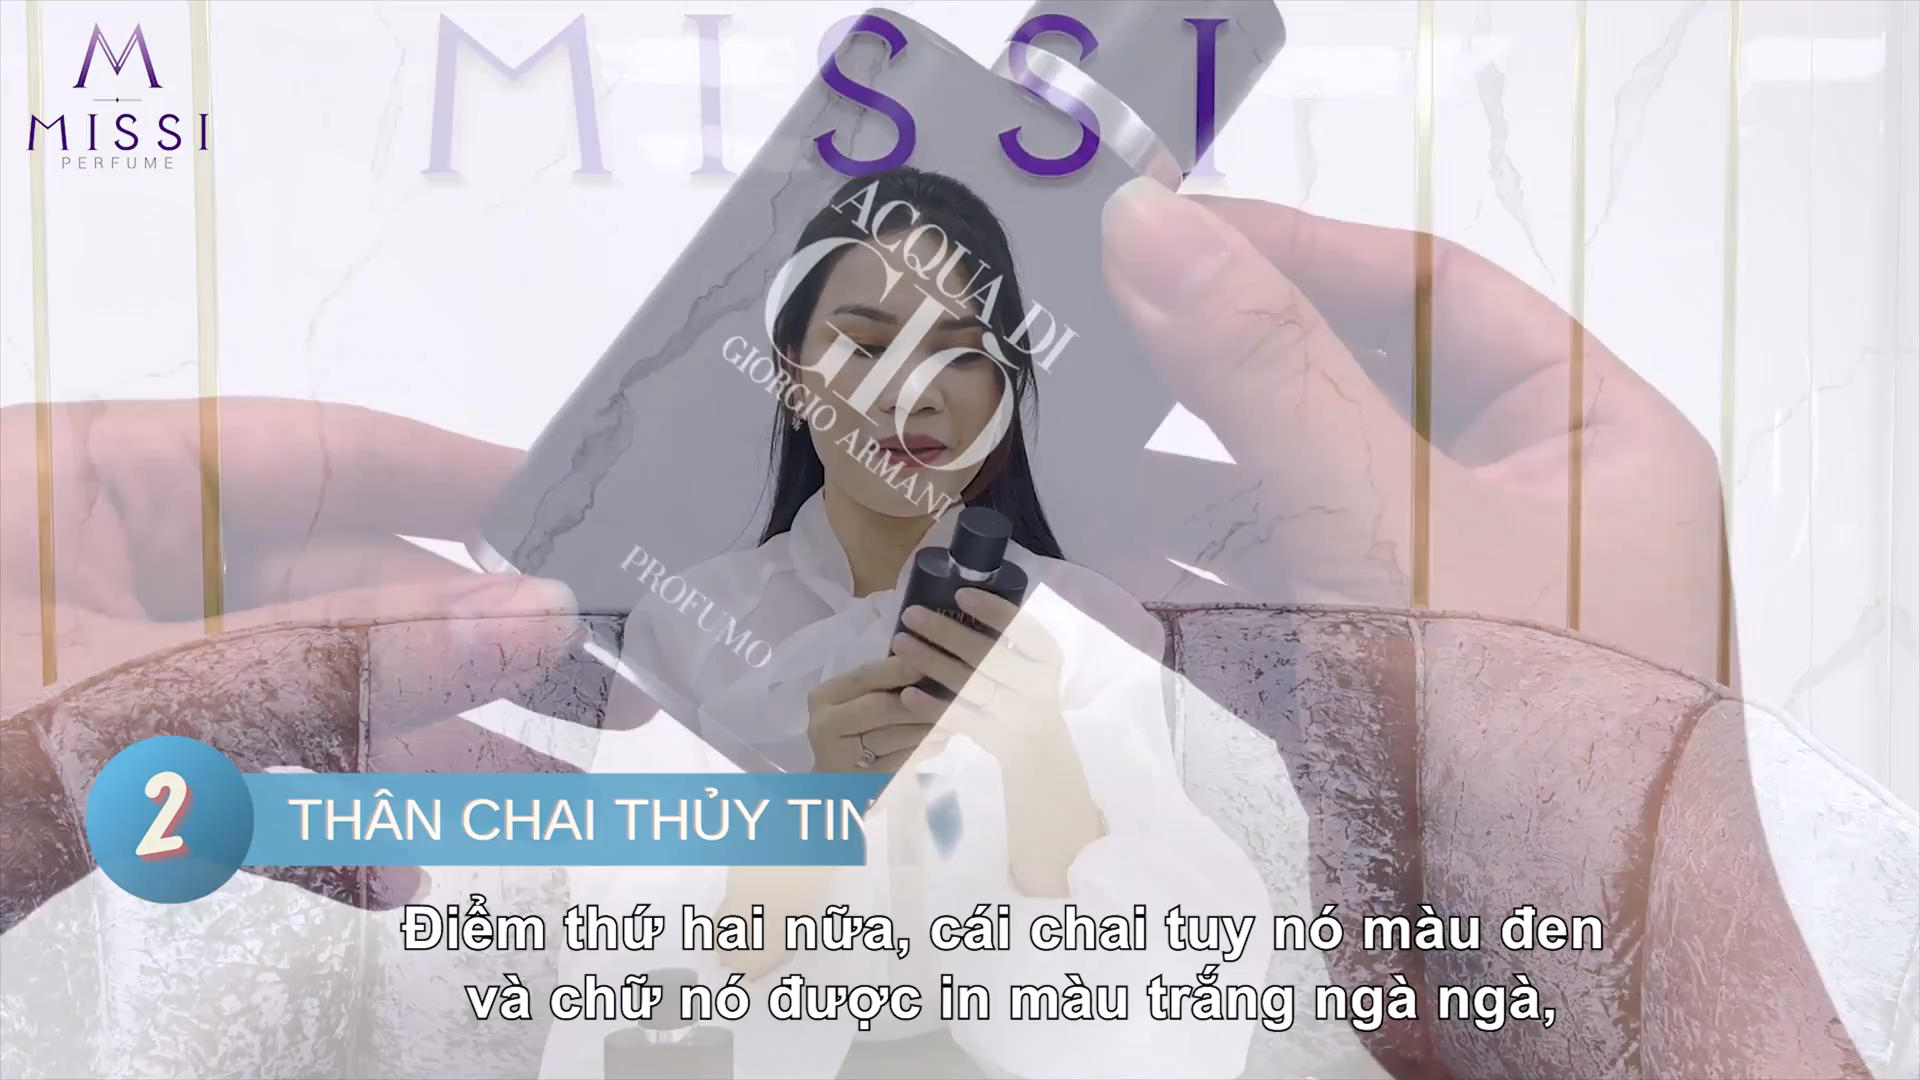 M
MISSI
PERFUME
MISSI
ACQUA DI
GIÒ
GIORGIO ARMANI
PROFUMO
2
THÂN CHAI THỦY TIN
Điểm thứ hai nữa, cái chai tuy nó màu đen
và chữ nó được in màu trắng ngà ngà,